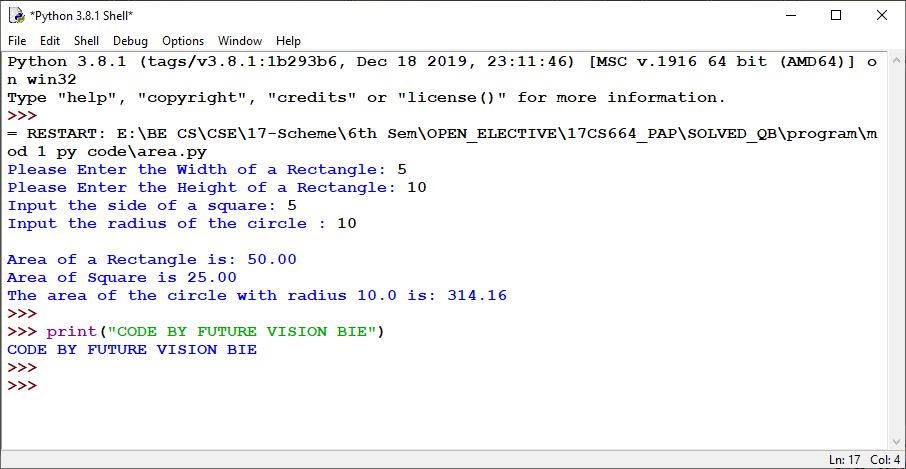 *Python 3.8.1 Shell*
File Edit Shell Debug Options Window Help
Python 3.8.1 (tags/v3.8.1:1b293b6, Dec 18 2019, 23:11:46) [MSC v.1916 64 bit (AMD64)] o
n win32
Type "help", "copyright", "credits" or "license()" for more information.
>>>
= RESTART: E:\BE CS\CSE\17-Scheme\6th Sem\OPEN_ELECTIVE\17CS664_PAP\SOLVED_QB\program\m
od 1 py code\area.py
Please Enter the Width of a Rectangle: 5
Please Enter the Height of a Rectangle: 10
Input the side of a square: 5
Input the radius of the circle : 10
Area of a Rectangle is: 50.00
Area of Square is 25.00
The area of the circle with radius 10.0 is: 314.16
>>>
>>> print("CODE BY FUTURE VISION BIE")
CODE BY FUTURE VISION BIE
>>>
>>>
Ln: 17 Col: 4